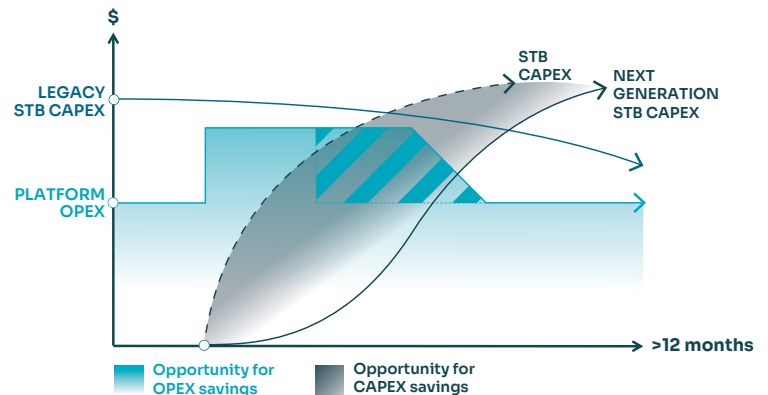 $
STB
CAPEX
NEXT
GENERATION
STB CAPEX
LEGACY
STB CAPEX
PLATFORM
OPEX
>12 months
Opportunity for
OPEX savings
Opportunity for
CAPEX savings